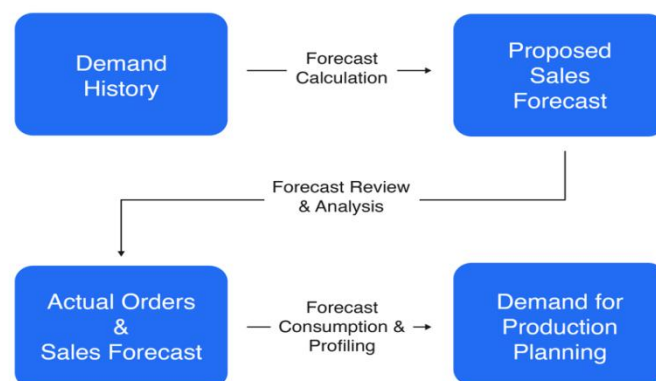 Demand
History
Forecast
Calculation
Proposed
Sales
Forecast
Forecast Review
& Analysis
Actual Orders
&
Sales Forecast
Forecast
Consumption &
Profiling
Demand for
Production
Planning